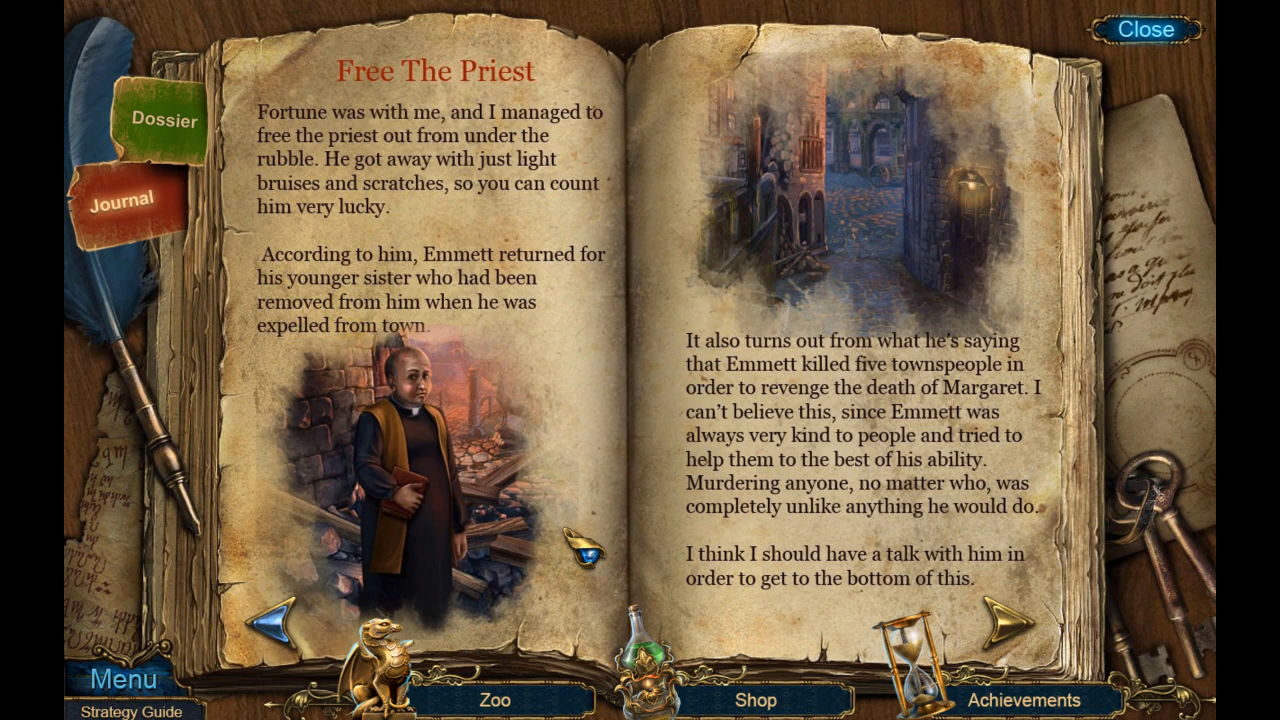 Close
Dossier
Journal
Free The Priest
Fortune was with me, and I managed to
free the priest out from under the
rubble. He got away with just light
bruises and scratches, so you can count
him very lucky.
According to him, Emmett returned for
his younger sister who had been
removed from him when he was
expelled from town.
It also turns out from what he's saying
that Emmett killed five townspeople in
order to revenge the death of Margaret. I
can't believe this, since Emmett was
always very kind to people and tried to
help them to the best of his ability.
Murdering anyone, no matter who, was
completely unlike anything he would do.
I think I should have a talk with him in
order to get to the bottom of this.
Menu
Strategy Guide
Zoo
Shop
Achievements